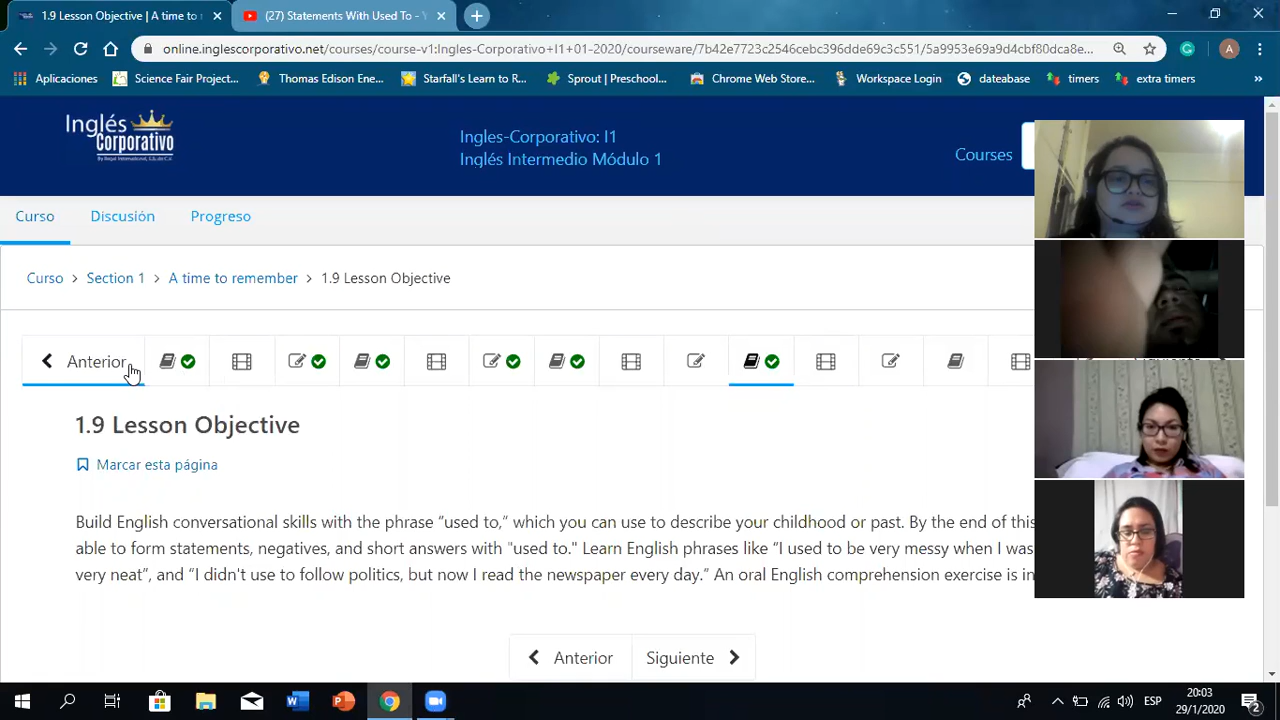 1.9 Lesson Objective | A time to
(27) Statements With Used To -
online.inglescorporativo.net/courses/course-v1:Ingles-Corporativo+I1+01-2020/courseware/7b42e7723c2546cebc396dde69c3c551/5a9953e69a9d4cbf80dca8e...
A
Aplicaciones
Science Fair Project...
Thomas Edison Ene...
Starfall's Learn to R...
Sprout | Preschool...
Chrome Web Store...
Workspace Login
dateabase
timers
extra timers
»
Inglés
Corporativo
Ingles-Corporativo: I1
Inglés Intermedio Módulo 1
Courses
Curso
Discusión
Progreso
Curso > Section 1 > A time to remember > 1.9 Lesson Objective
Anterior
1.9 Lesson Objective
Marcar esta página
Build English conversational skills with the phrase “used to,” which you can use to describe your childhood or past. By the end of this
able to form statements, negatives, and short answers with "used to." Learn English phrases like “I used to be very messy when I was
very neat”, and “I didn't use to follow politics, but now I read the newspaper every day.” An oral English comprehension exercise is in
Anterior
Siguiente
ESP
20:03
29/1/2020
2